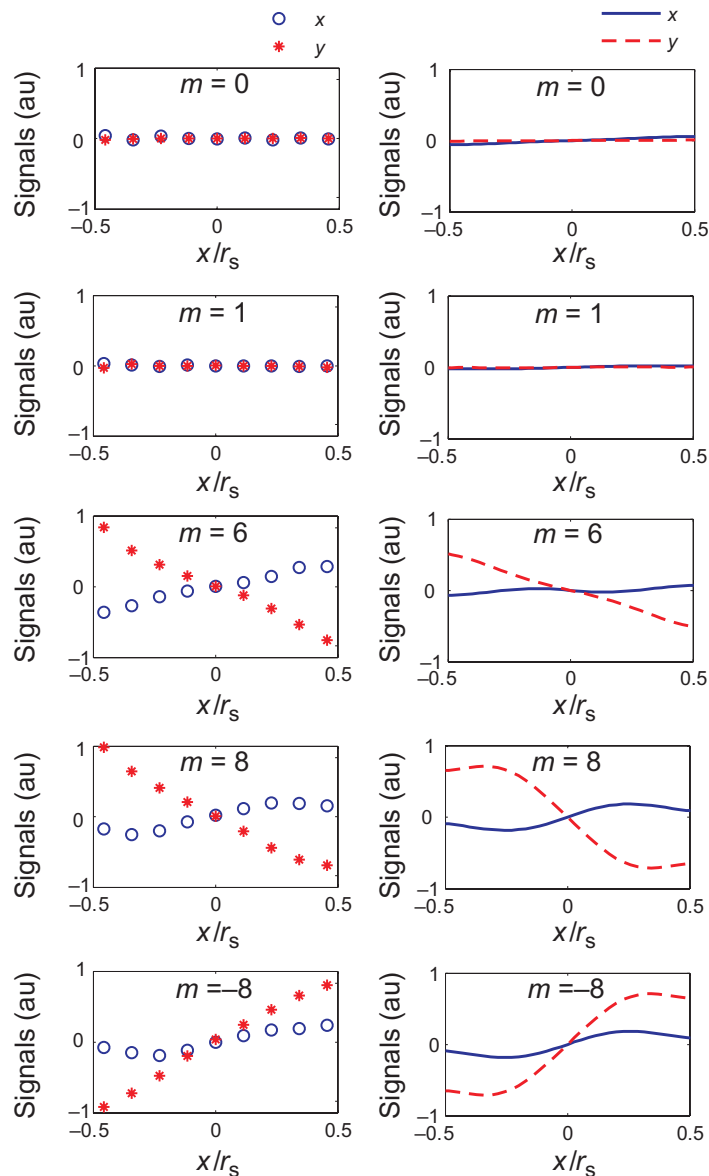 x
y
x
y
m = 0
Signals (au)
1
0
–1
–0.5
0
0.5
x/rs
m = 0
Signals (au)
1
0
–1
–0.5
0
0.5
x/rs
m = 1
Signals (au)
1
0
–1
–0.5
0
0.5
x/rs
m = 1
Signals (au)
1
0
–1
–0.5
0
0.5
x/rs
m = 6
Signals (au)
1
0
–1
–0.5
0
0.5
x/rs
m = 6
Signals (au)
1
0
–1
–0.5
0
0.5
x/rs
m = 8
Signals (au)
1
0
–1
–0.5
0
0.5
x/rs
m = 8
Signals (au)
1
0
–1
–0.5
0
0.5
x/rs
m =–8
Signals (au)
1
0
–1
–0.5
0
0.5
x/rs
m =–8
Signals (au)
1
0
–1
–0.5
0
0.5
x/rs